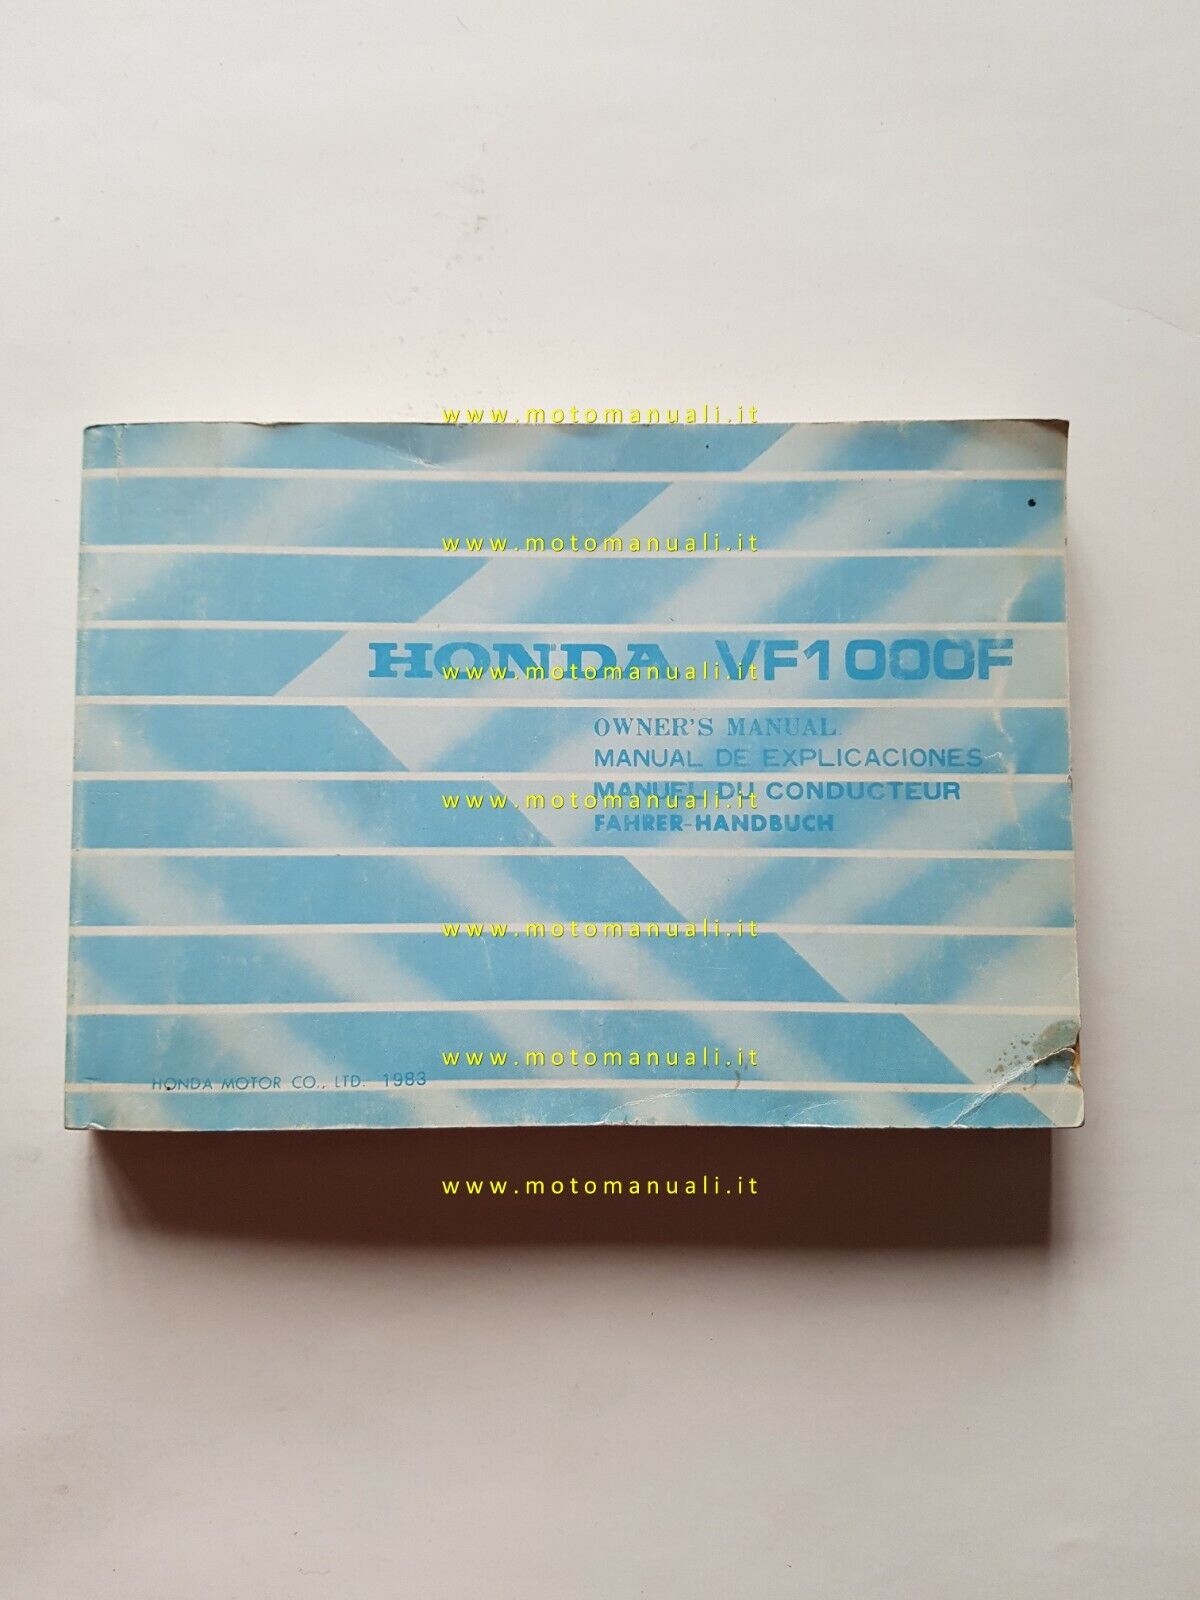 www.motomanuali.it
www.motomanuali.it
HONDA VF1000F
www.motomanuali.it
OWNER'S MANUAL
MANUAL DE EXPLICACIONES
MANUEL DU CONDUCTEUR
www.motomanuali.it
FAHRER-HANDBUCH
www.motomanuali.it
www.motomanuali.it
HONDA MOTOR CO., LTD. 1983
www.motomanuali.it